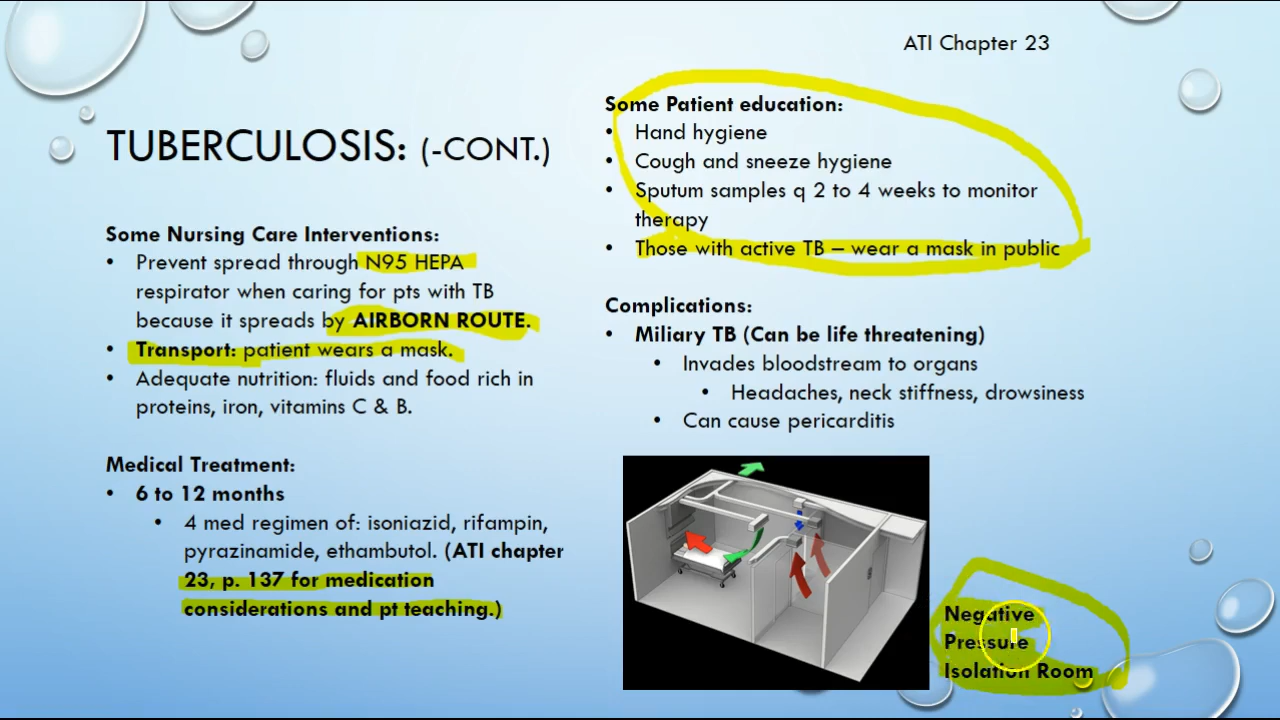 ATI Chapter 23
TUBERCULOSIS: (-CONT.)
Some Nursing Care Interventions:
• Prevent spread through N95 HEPA
respirator when caring for pts with TB
because it spreads by AIRBORN ROUTE.
• Transport: patient wears a mask.
• Adequate nutrition: fluids and food rich in
proteins, iron, vitamins C & B.
Medical Treatment:
• 6 to 12 months
• 4 med regimen of: isoniazid, rifampin,
pyrazinamide, ethambutol. (ATI chapter
23, p. 137 for medication
considerations and pt teaching.)
Some Patient education:
• Hand hygiene
• Cough and sneeze hygiene
• Sputum samples q 2 to 4 weeks to monitor
therapy
• Those with active TB – wear a mask in public
Complications:
• Miliary TB (Can be life threatening)
• Invades bloodstream to organs
• Headaches, neck stiffness, drowsiness
• Can cause pericarditis
Negative
Pressure
Isolation Room